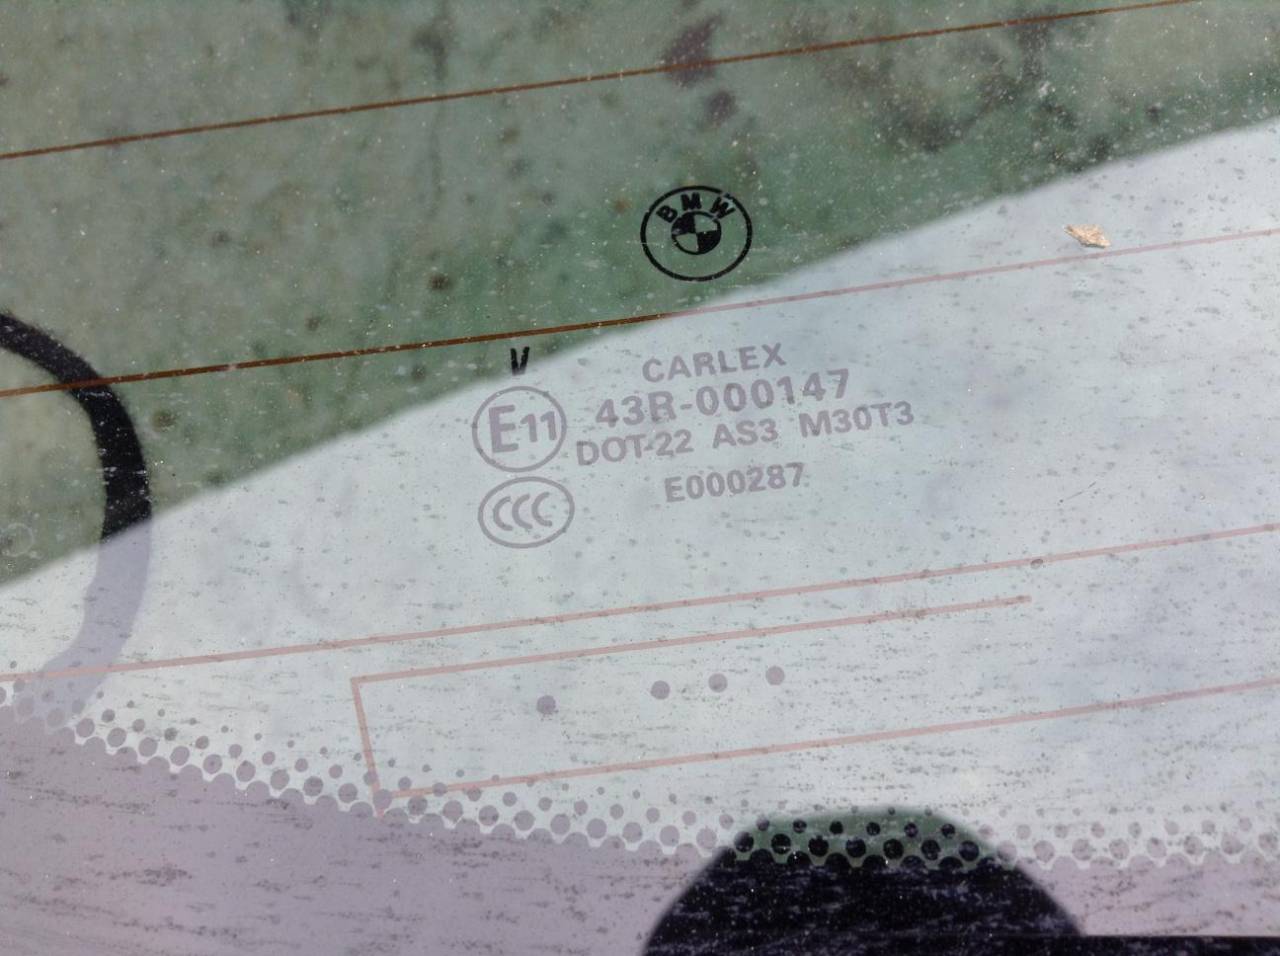 BMW
V
CARLEX
E11 43R-000147
DOT-22 AS3 M30T3
CCC E000287